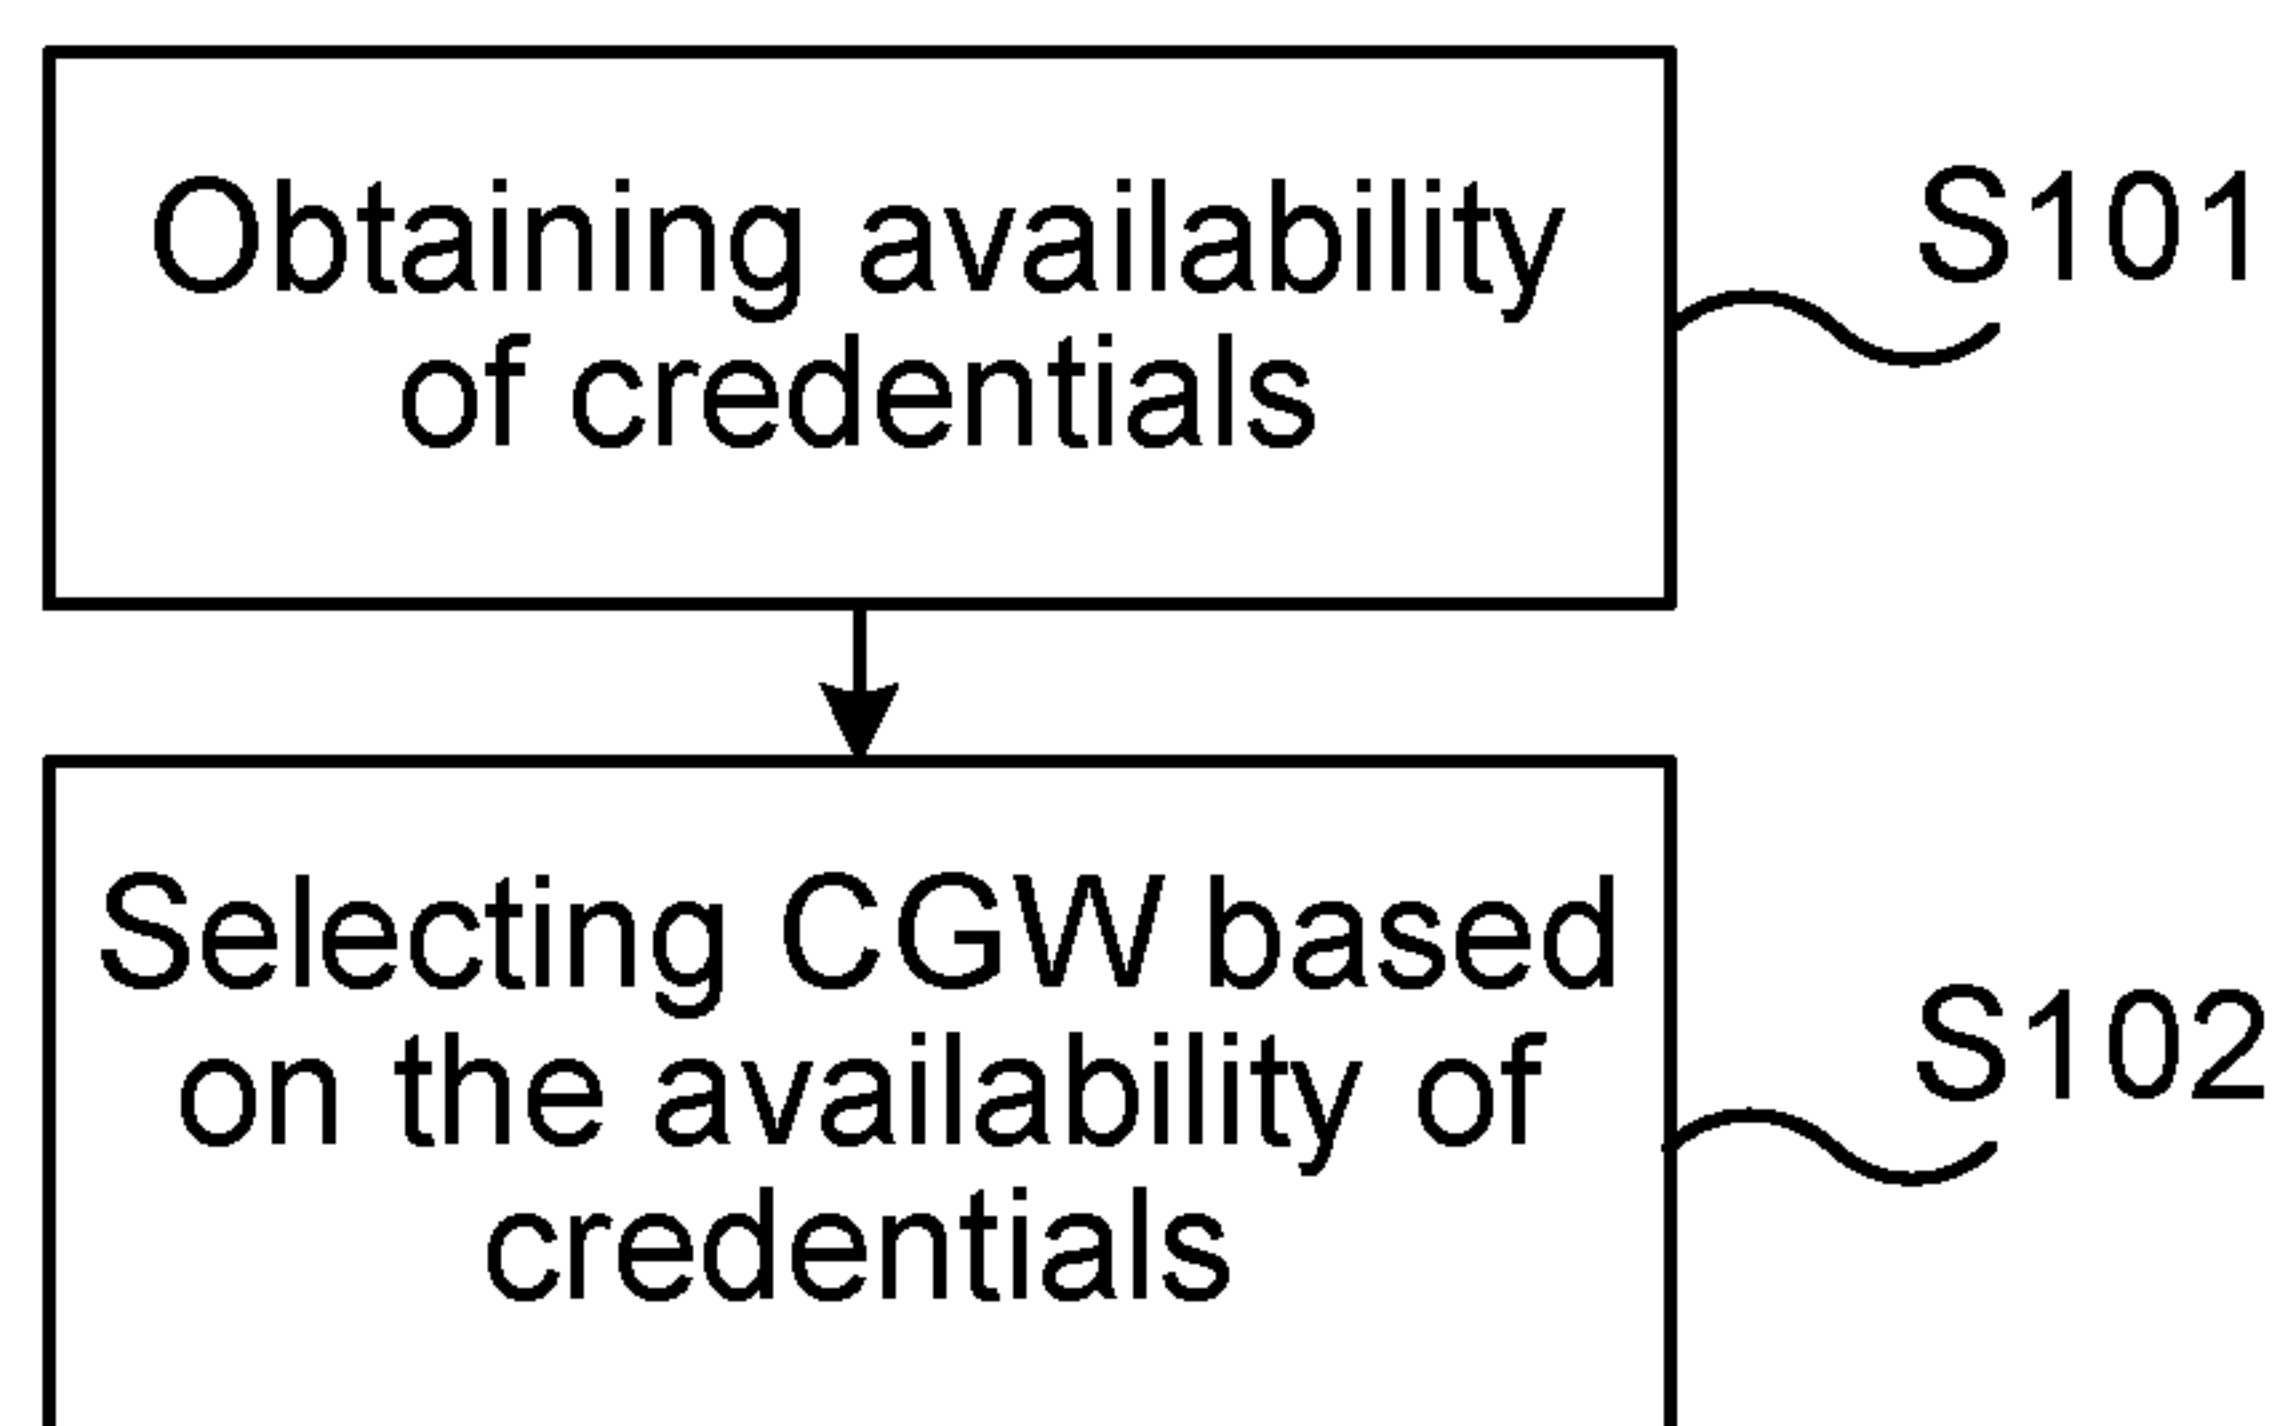 Obtaining availability
of credentials
S101
Selecting CGW based
on the availability of
credentials
S102